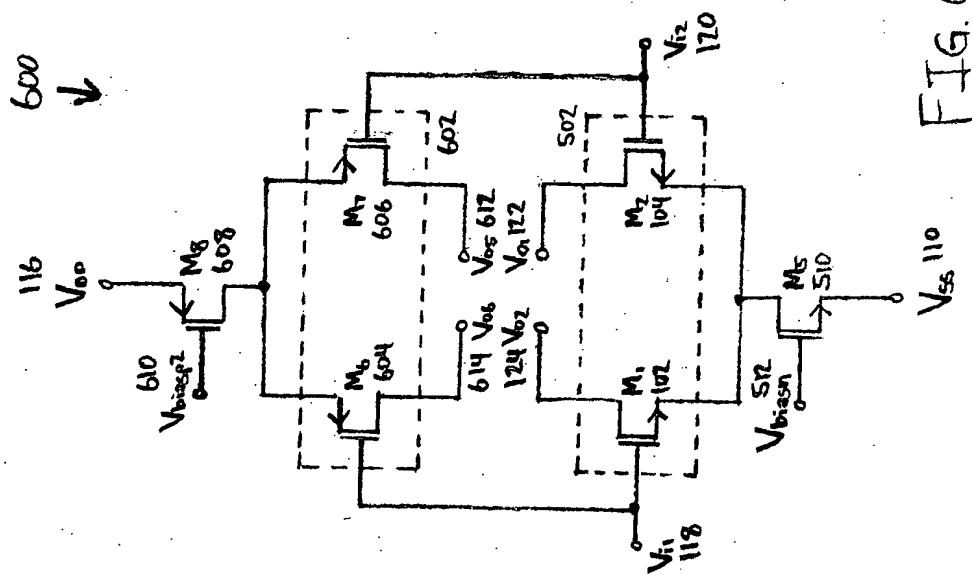 600
116
V_DD
M8
608
610
Vbiasp2
M6
604
M7
606
602
614 Vo6
Vo5 612
124 Vo2
Vo1 122
502
M1
102
M2
104
Vi1
118
Vi2
120
512
Vbiasn
M5
510
Vss 110
FIG. 6